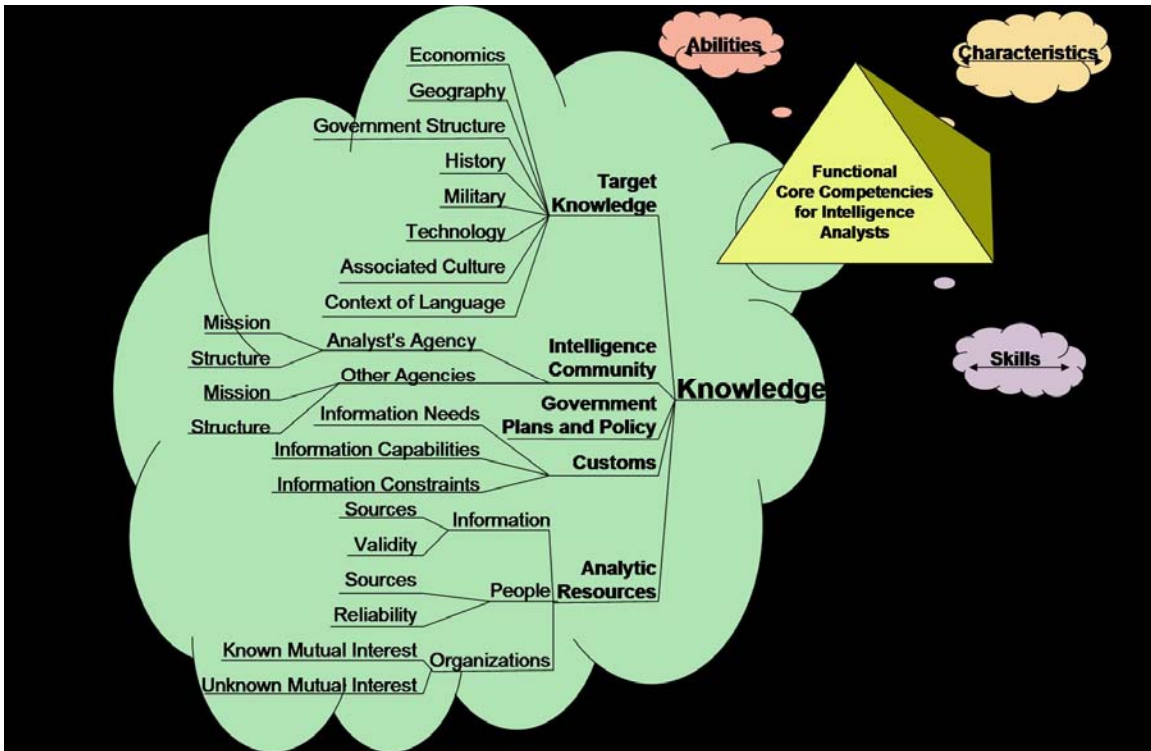 Abilities
Characteristics
Functional
Core Competencies
for Intelligence
Analysts
Skills
Knowledge
Target
Knowledge
Economics
Geography
Government Structure
History
Military
Technology
Associated Culture
Context of Language
Intelligence
Community
Analyst's Agency
Mission
Structure
Other Agencies
Mission
Structure
Government
Plans and Policy
Customs
Information Needs
Information Capabilities
Information Constraints
Analytic
Resources
Information
Sources
Validity
People
Sources
Reliability
Organizations
Known Mutual Interest
Unknown Mutual Interest